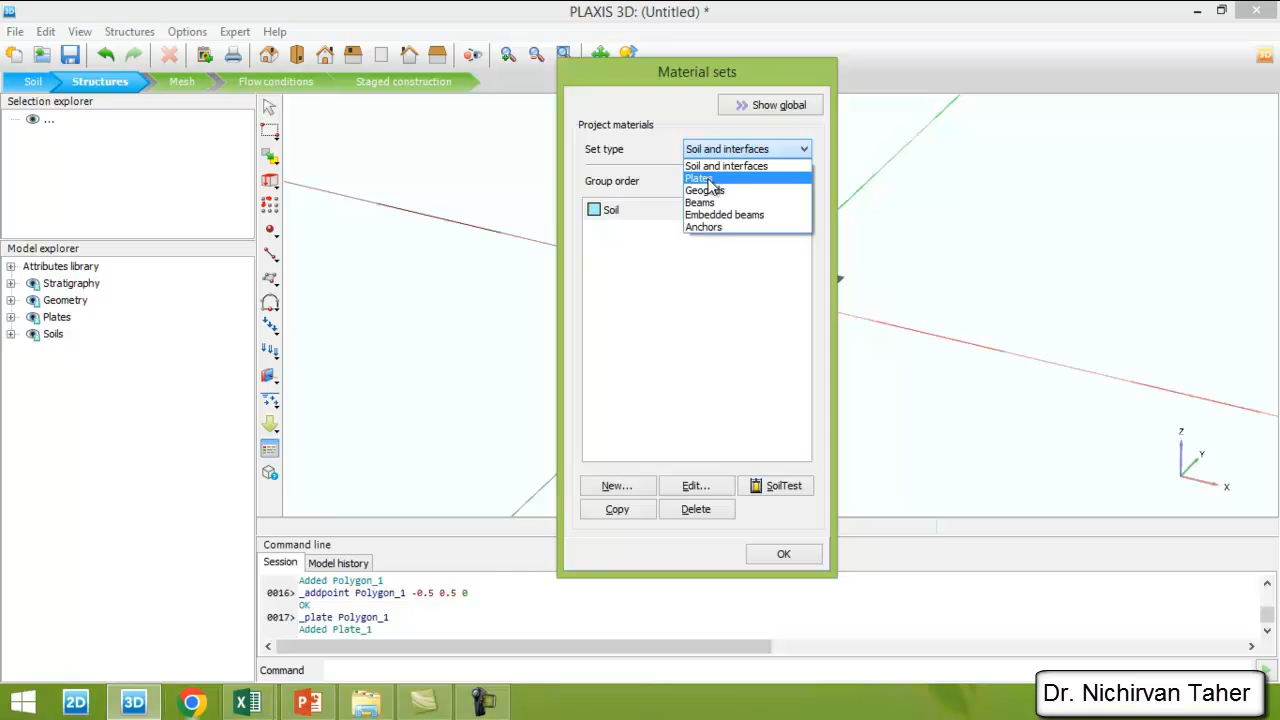 PLAXIS 3D: (Untitled) *
File Edit View Structures Options Expert Help
Soil Structures Mesh Flow conditions Staged construction
Selection explorer
...
Model explorer
Attributes library
Stratigraphy
Geometry
Plates
Soils
Material sets
Show global
Project materials
Set type Soil and interfaces
Soil and interfaces
Plates
Geogrids
Beams
Embedded beams
Anchors
Group order
Soil
New... Edit... SoilTest
Copy Delete
OK
Z
Y
X
Command line
Session Model history
Added Polygon_1
0016> _addpoint Polygon_1 -0.5 0.5 0
OK
0017> _plate Polygon_1
Added Plate_1
Command
2D 3D
Dr. Nichirvan Taher